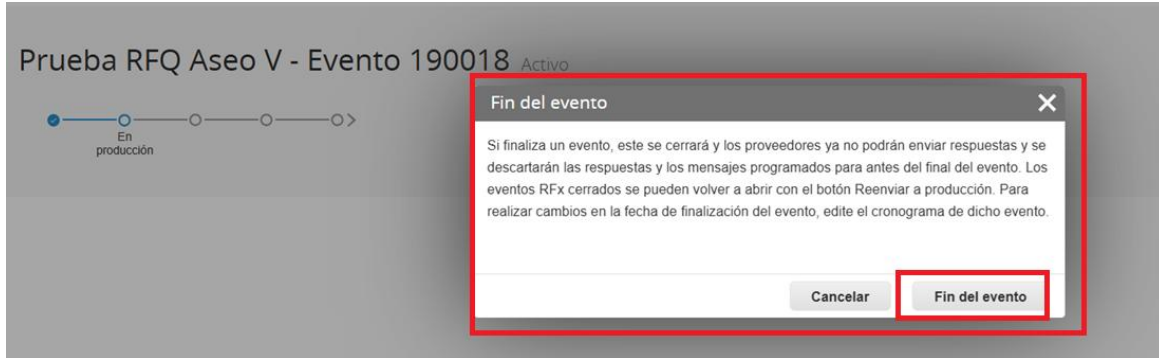 Prueba RFQ Aseo V - Evento 190018 Activo
En
producción
Fin del evento
Si finaliza un evento, este se cerrará y los proveedores ya no podrán enviar respuestas y se
descartarán las respuestas y los mensajes programados para antes del final del evento. Los
eventos RFx cerrados se pueden volver a abrir con el botón Reenviar a producción. Para
realizar cambios en la fecha de finalización del evento, edite el cronograma de dicho evento.
Cancelar
Fin del evento